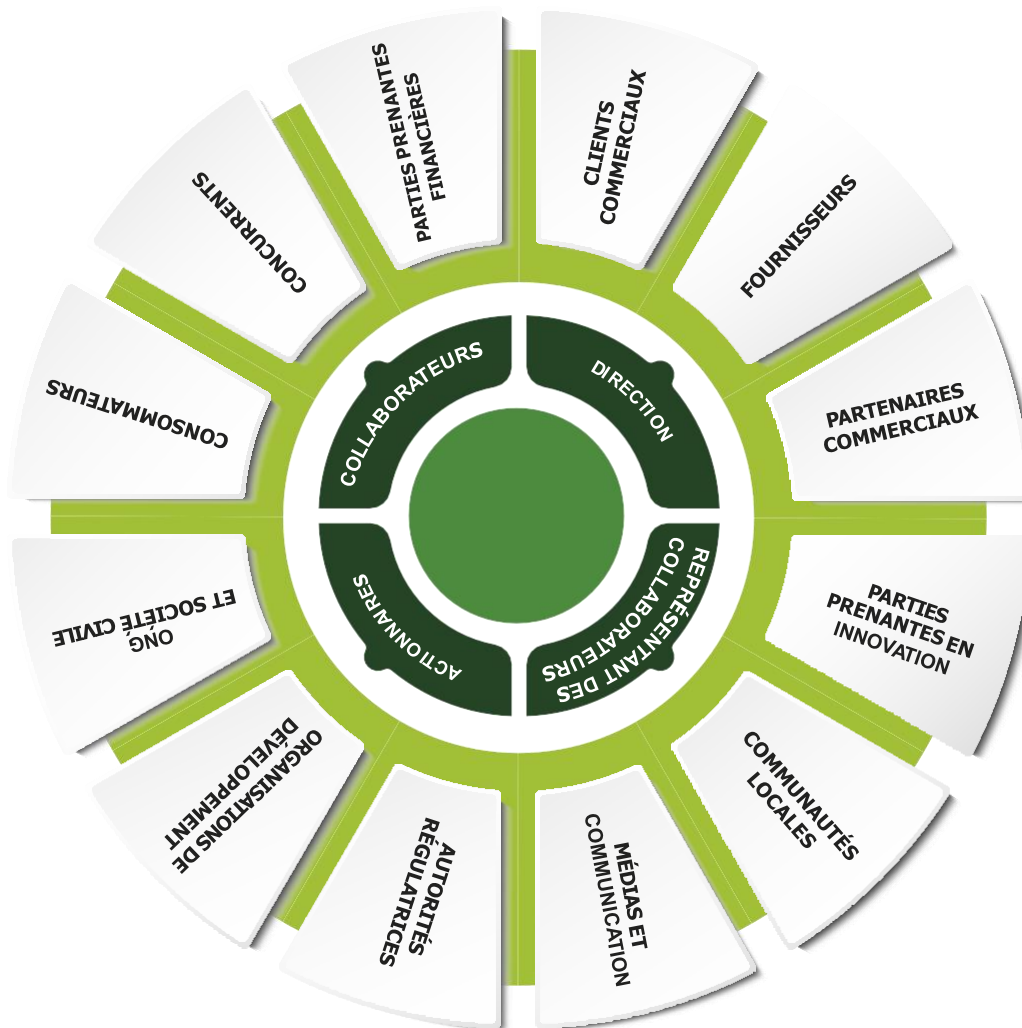 PARTIES PRENANTES
FINANCIÈRES
CLIENTS
COMMERCIAUX
FOURNISSEURS
PARTENAIRES
COMMERCIAUX
PARTIES
PRENANTES EN
INNOVATION
COMMUNAUTÉS
LOCALES
MÉDIAS ET
COMMUNICATION
AUTORITÉS
RÉGULATRICES
ORGANISATIONS DE
DÉVELOPPEMENT
ONG
ET SOCIÉTÉ CIVILE
CONSOMMATEURS
CONCURRENTS
COLLABORATEURS
DIRECTION
REPRÉSENTANT DES
COLLABORATEURS
ACTIONNAIRES